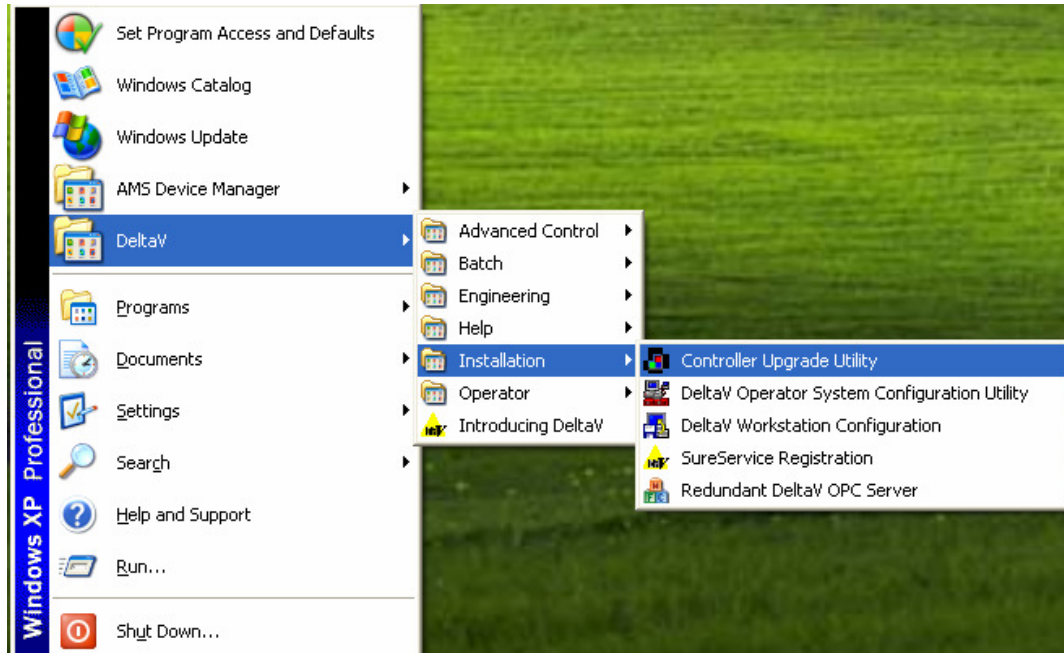 Windows XP Professional
Set Program Access and Defaults
Windows Catalog
Windows Update
AMS Device Manager
DeltaV
Programs
Documents
Settings
Search
Help and Support
Run...
Shut Down...
Advanced Control
Batch
Engineering
Help
Installation
Operator
Introducing DeltaV
Controller Upgrade Utility
DeltaV Operator System Configuration Utility
DeltaV Workstation Configuration
SureService Registration
Redundant DeltaV OPC Server